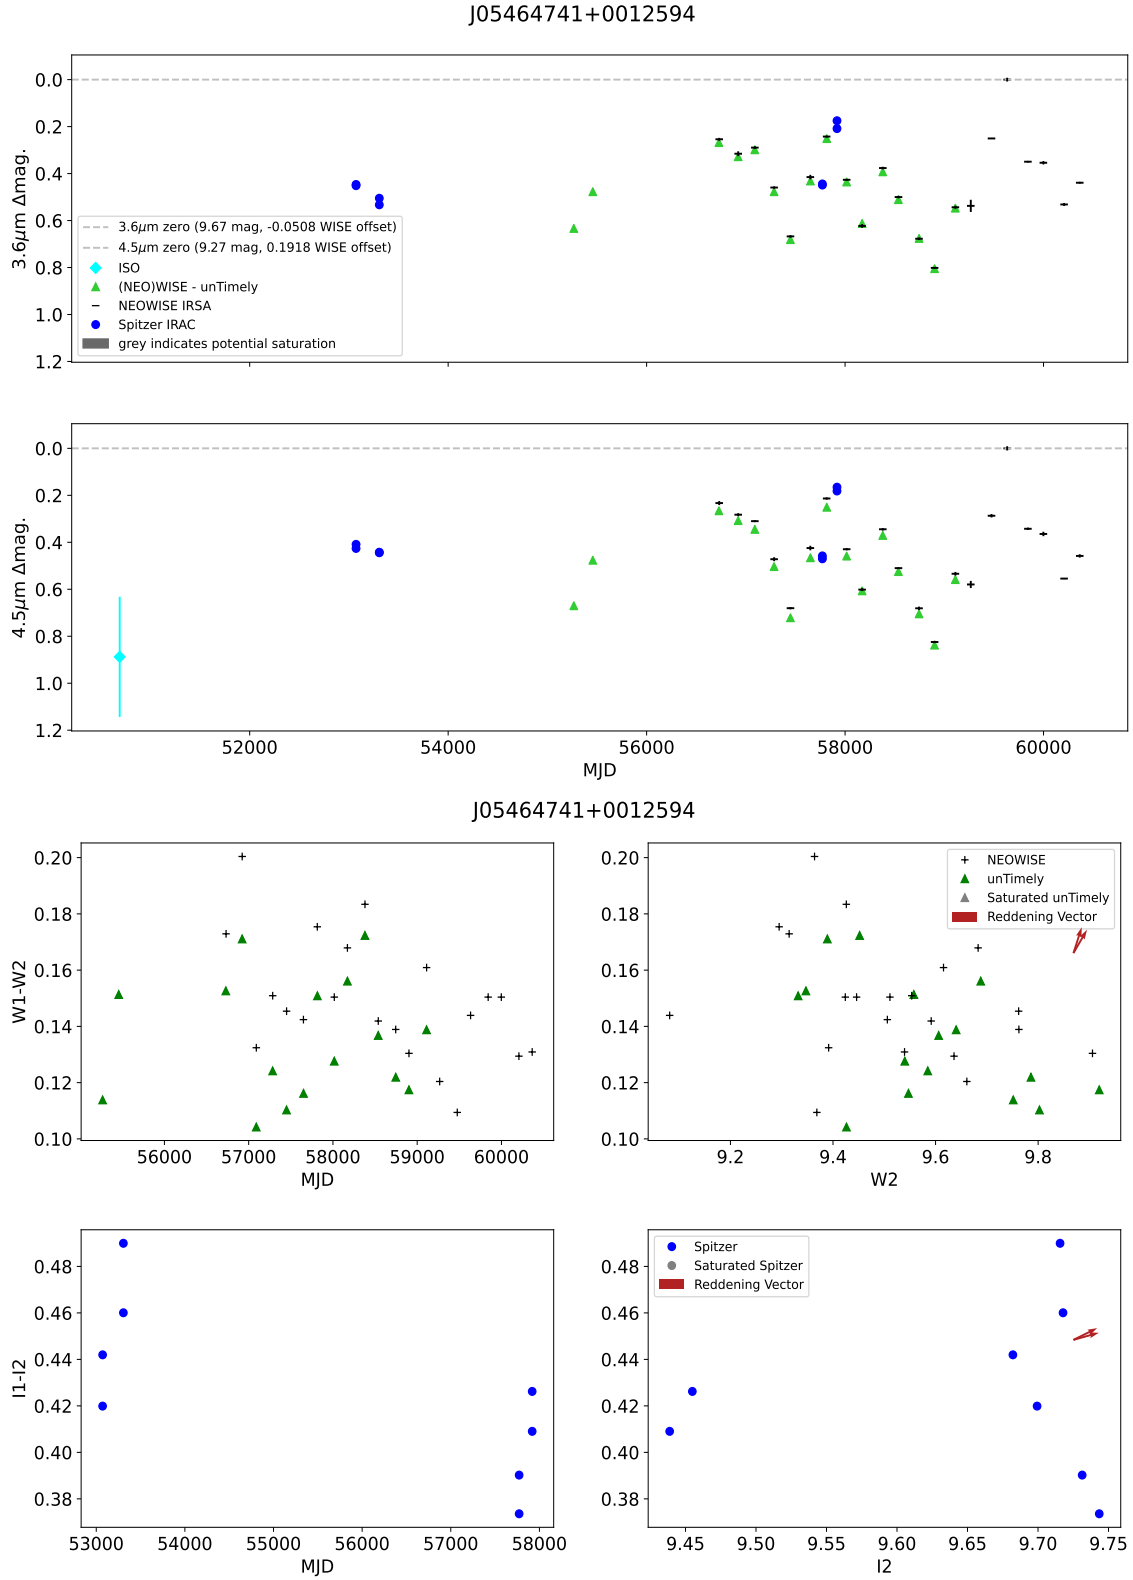 J05464741+0012594
0.0
0.2
0.4
0.6
0.8
1.0
1.2
3.6μm Δmag.
3.6μm zero (9.67 mag, -0.0508 WISE offset)
4.5μm zero (9.27 mag, 0.1918 WISE offset)
ISO
(NEO)WISE - unTimely
NEOWISE IRSA
Spitzer IRAC
grey indicates potential saturation
0.0
0.2
0.4
0.6
0.8
1.0
1.2
4.5μm Δmag.
52000 54000 56000 58000 60000
MJD
J05464741+0012594
0.20
0.18
0.16
0.14
0.12
0.10
W1-W2
56000 57000 58000 59000 60000
MJD
NEOWISE
unTimely
Saturated unTimely
Reddening Vector
0.20
0.18
0.16
0.14
0.12
0.10
9.2 9.4 9.6 9.8
W2
0.48
0.46
0.44
0.42
0.40
0.38
I1-I2
53000 54000 55000 56000 57000 58000
MJD
Spitzer
Saturated Spitzer
Reddening Vector
0.48
0.46
0.44
0.42
0.40
0.38
9.45 9.50 9.55 9.60 9.65 9.70 9.75
I2